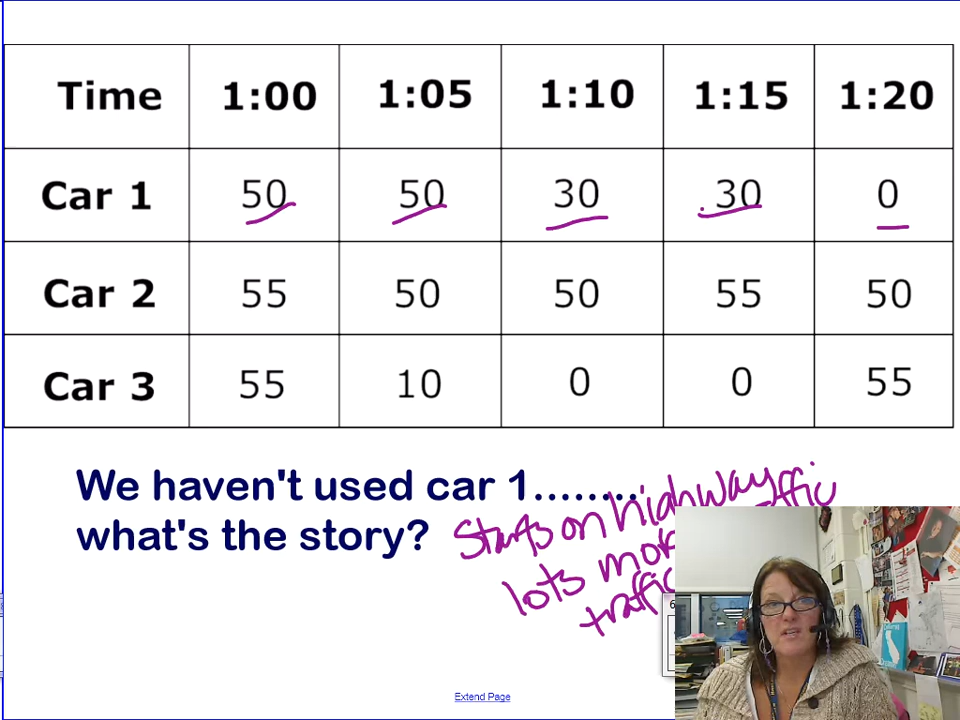 Time 1:00 1:05 1:10 1:15 1:20
Car 1 50 50 30 30 0
Car 2 55 50 50 55 50
Car 3 55 10 0 0 55
We haven't used car 1........
what's the story?
Starts on highway
lots
Extend Page